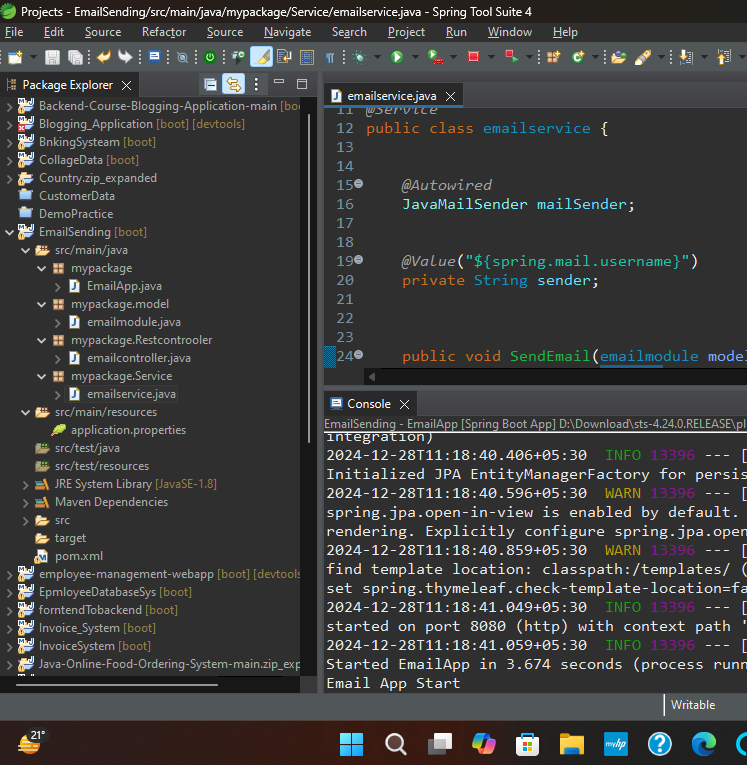 Projects - EmailSending/src/main/java/mypackage/Service/emailservice.java - Spring Tool Suite 4
File Edit Source Refactor Source Navigate Search Project Run Window Help
Package Explorer
Backend-Course-Blogging-Application-main [boo
Blogging_Application [boot] [devtools]
BnkingSysteam [boot]
CollageData [boot]
Country.zip_expanded
CustomerData
DemoPractice
EmailSending [boot]
src/main/java
mypackage
EmailApp.java
mypackage.model
emailmodule.java
mypackage.Restcontrooler
emailcontroller.java
mypackage.Service
emailservice.java
src/main/resources
application.properties
src/test/java
src/test/resources
JRE System Library [JavaSE-1.8]
Maven Dependencies
src
target
pom.xml
employee-management-webapp [boot] [devtools
EpmloyeeDatabaseSys [boot]
forntendTobackend [boot]
Invoice_System [boot]
InvoiceSystem [boot]
Java-Online-Food-Ordering-System-main.zip_exp
emailservice.java
11 @Service
12 public class emailservice {
13
14
15 @Autowired
16 JavaMailSender mailSender;
17
18
19 @Value("${spring.mail.username}")
20 private String sender;
21
22
23
24 public void SendEmail(emailmodule model
Console
EmailSending - EmailApp [Spring Boot App] D:\Download\sts-4.24.0.RELEASE\pl
integration)
2024-12-28T11:18:40.406+05:30 INFO 13396 --- [
Initialized JPA EntityManagerFactory for persis
2024-12-28T11:18:40.596+05:30 WARN 13396 --- [
spring.jpa.open-in-view is enabled by default.
rendering. Explicitly configure spring.jpa.open
2024-12-28T11:18:40.859+05:30 WARN 13396 --- [
find template location: classpath:/templates/ (
set spring.thymeleaf.check-template-location=fa
2024-12-28T11:18:41.049+05:30 INFO 13396 --- [
started on port 8080 (http) with context path '
2024-12-28T11:18:41.059+05:30 INFO 13396 --- [
Started EmailApp in 3.674 seconds (process runn
Email App Start
Writable
21°
myhp